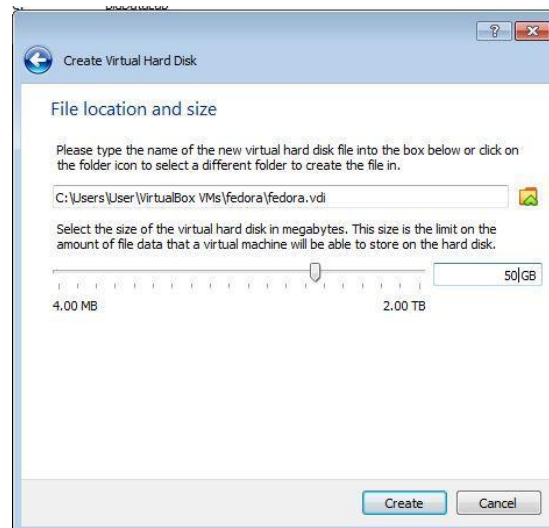 Create Virtual Hard Disk
File location and size
Please type the name of the new virtual hard disk file into the box below or click on
the folder icon to select a different folder to create the file in.
C:\Users\User\VirtualBox VMs\fedora\fedora.vdi
Select the size of the virtual hard disk in megabytes. This size is the limit on the
amount of file data that a virtual machine will be able to store on the hard disk.
50 GB
4.00 MB 2.00 TB
Create Cancel